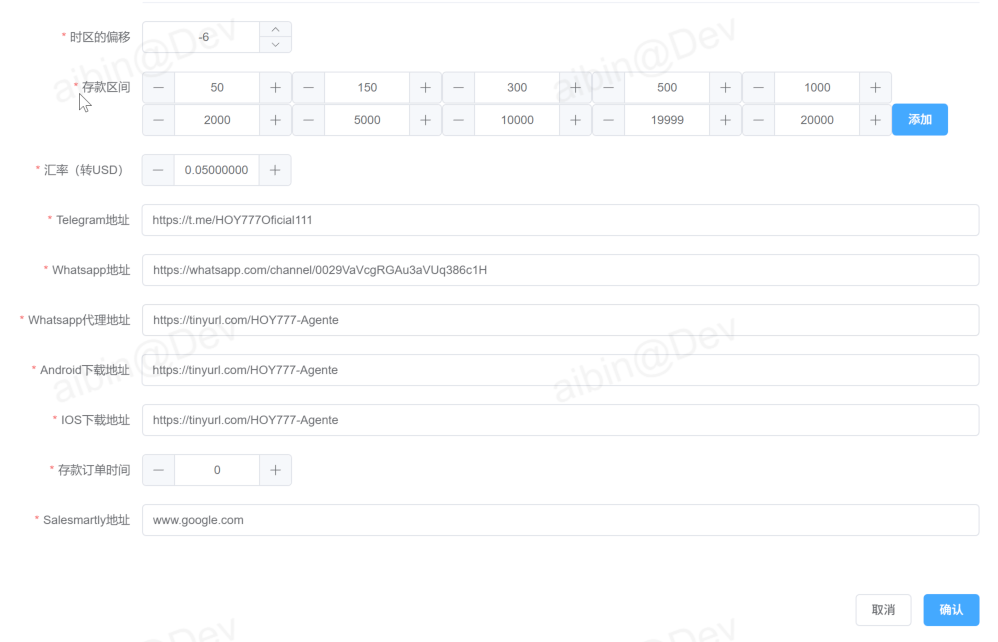 * 时区的偏移 -6
* 存款区间 — 50 + — 150 + — 300 + — 500 + — 1000 +
— 2000 + — 5000 + — 10000 + — 19999 + — 20000 + 添加
* 汇率（转USD） — 0.05000000 +
* Telegram地址 https://t.me/HOY777Oficial111
* Whatsapp地址 https://whatsapp.com/channel/0029VaVcgRGAu3aVUq386c1H
* Whatsapp代理地址 https://tinyurl.com/HOY777-Agente
* Android下载地址 https://tinyurl.com/HOY777-Agente
* IOS下载地址 https://tinyurl.com/HOY777-Agente
* 存款订单时间 — 0 +
* Salesmartly地址 www.google.com
取消 确认
aibin@Dev
aibin@Dev
aibin@Dev
aibin@Dev
@Dev
@Dev